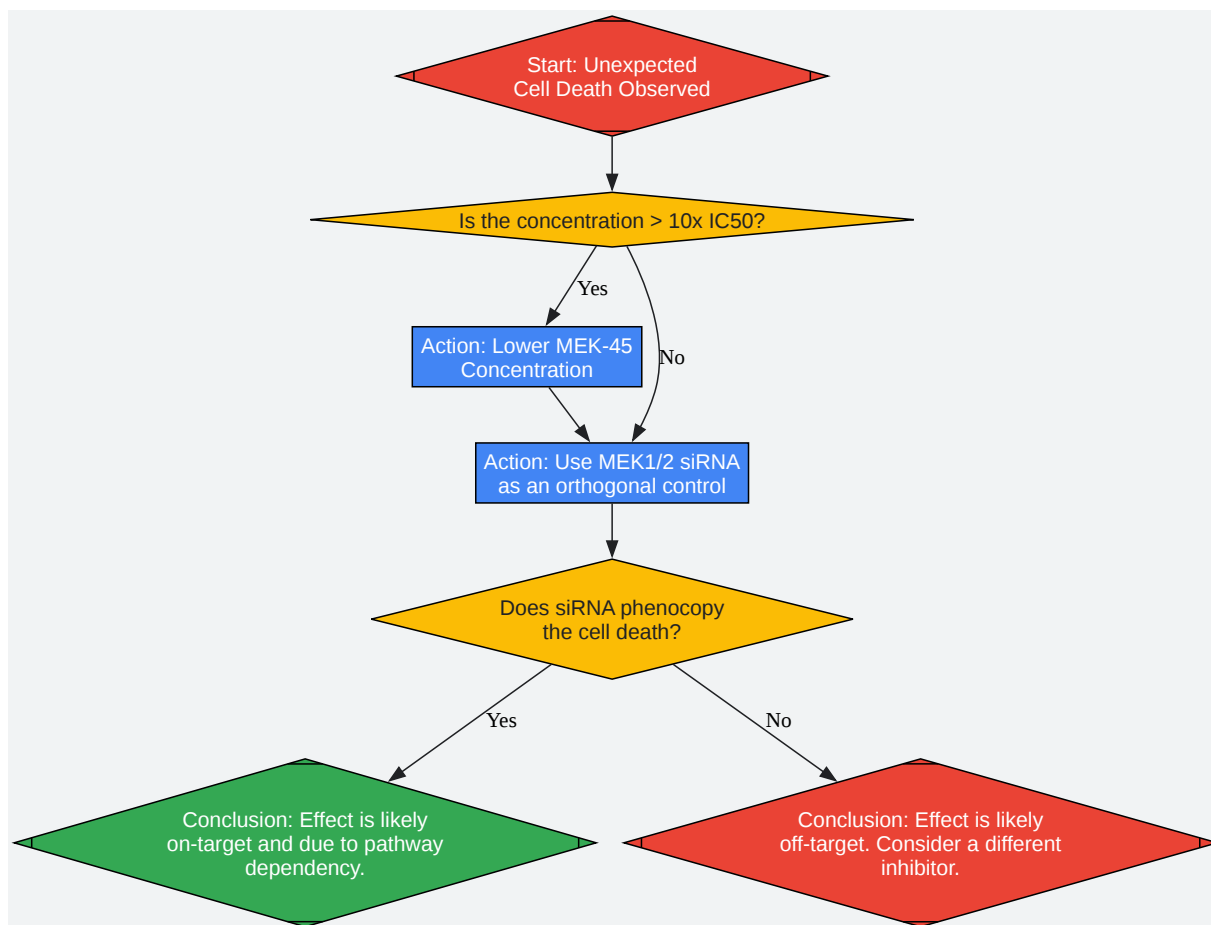 Start: Unexpected
Cell Death Observed
Is the concentration > 10x IC50?
Yes
Action: Lower MEK-45
Concentration
No
Action: Use MEK1/2 siRNA
as an orthogonal control
Does siRNA phenocopy
the cell death?
Yes
No
Conclusion: Effect is likely
on-target and due to pathway
dependency.
Conclusion: Effect is likely
off-target. Consider a different
inhibitor.